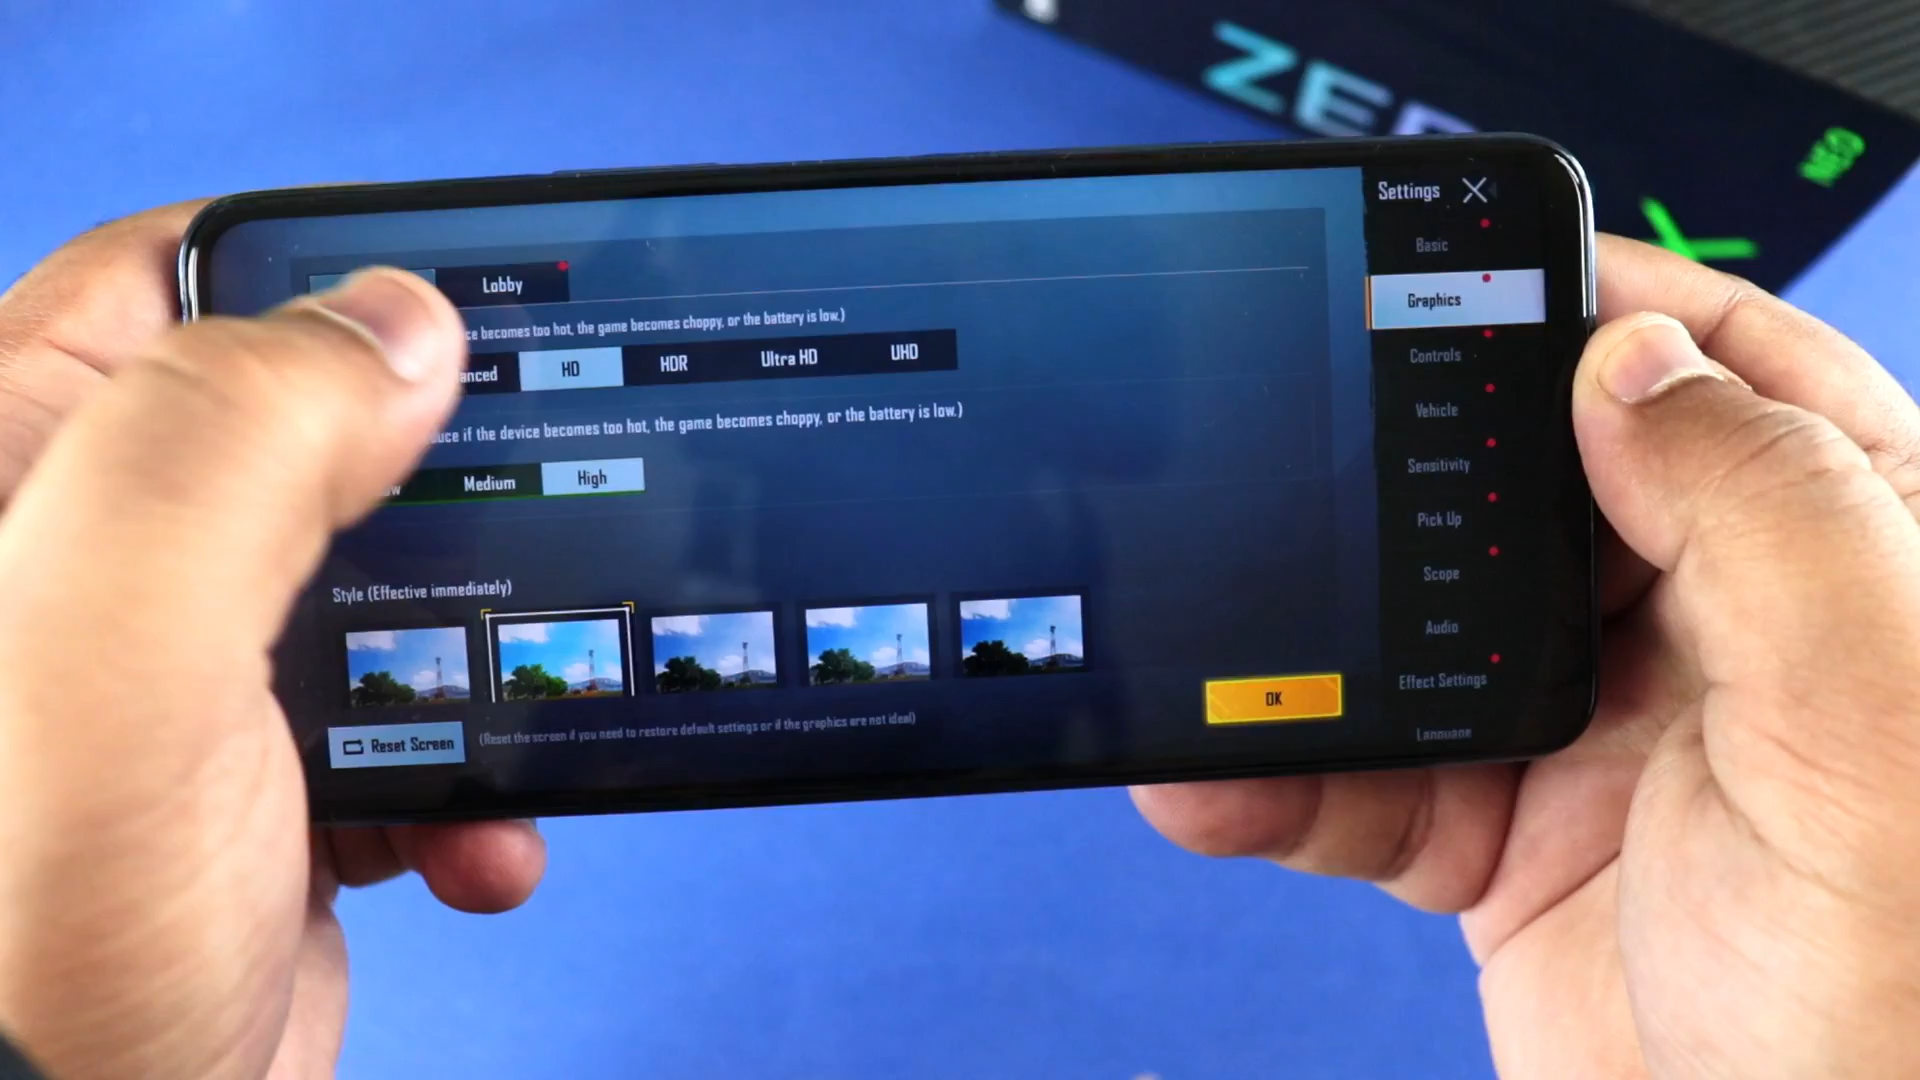 ZE
X
Settings
Basic
Graphics
Controls
Vehicle
Sensitivity
Pick Up
Scope
Audio
Effect Settings
Language
Lobby
ce becomes too hot, the game becomes choppy, or the battery is low.)
anced HD HDR Ultra HD UHD
uce if the device becomes too hot, the game becomes choppy, or the battery is low.)
ow Medium High
Style (Effective immediately)
Reset Screen
(Reset the screen if you need to restore default settings or if the graphics are not ideal)
OK